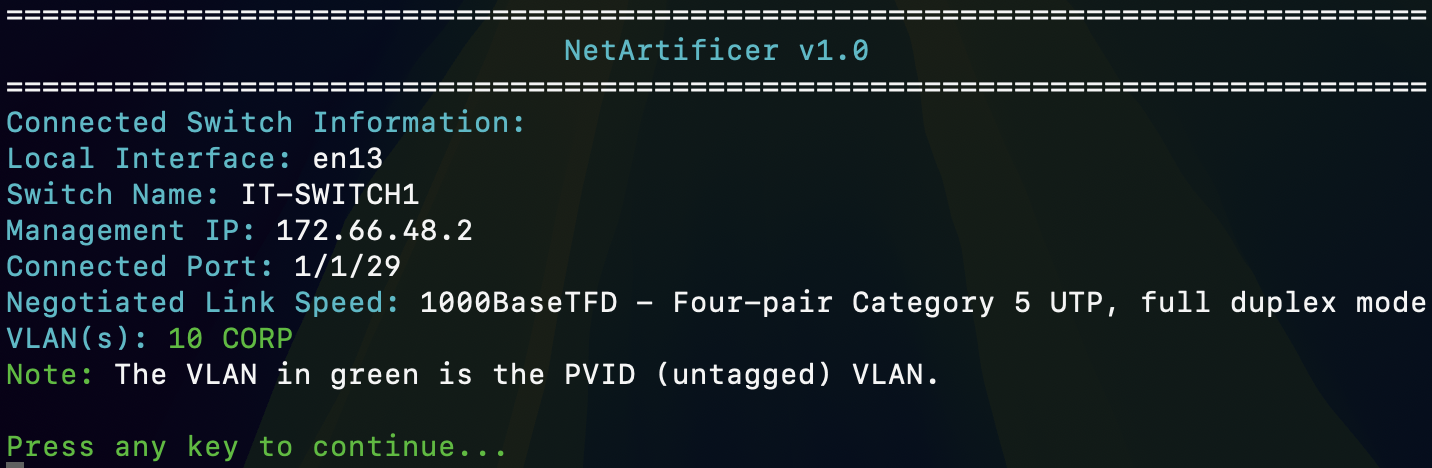 ===============================================================================
NetArtificer v1.0
===============================================================================
Connected Switch Information:
Local Interface: en13
Switch Name: IT-SWITCH1
Management IP: 172.66.48.2
Connected Port: 1/1/29
Negotiated Link Speed: 1000BaseTFD - Four-pair Category 5 UTP, full duplex mode
VLAN(s): 10 CORP
Note: The VLAN in green is the PVID (untagged) VLAN.
Press any key to continue...